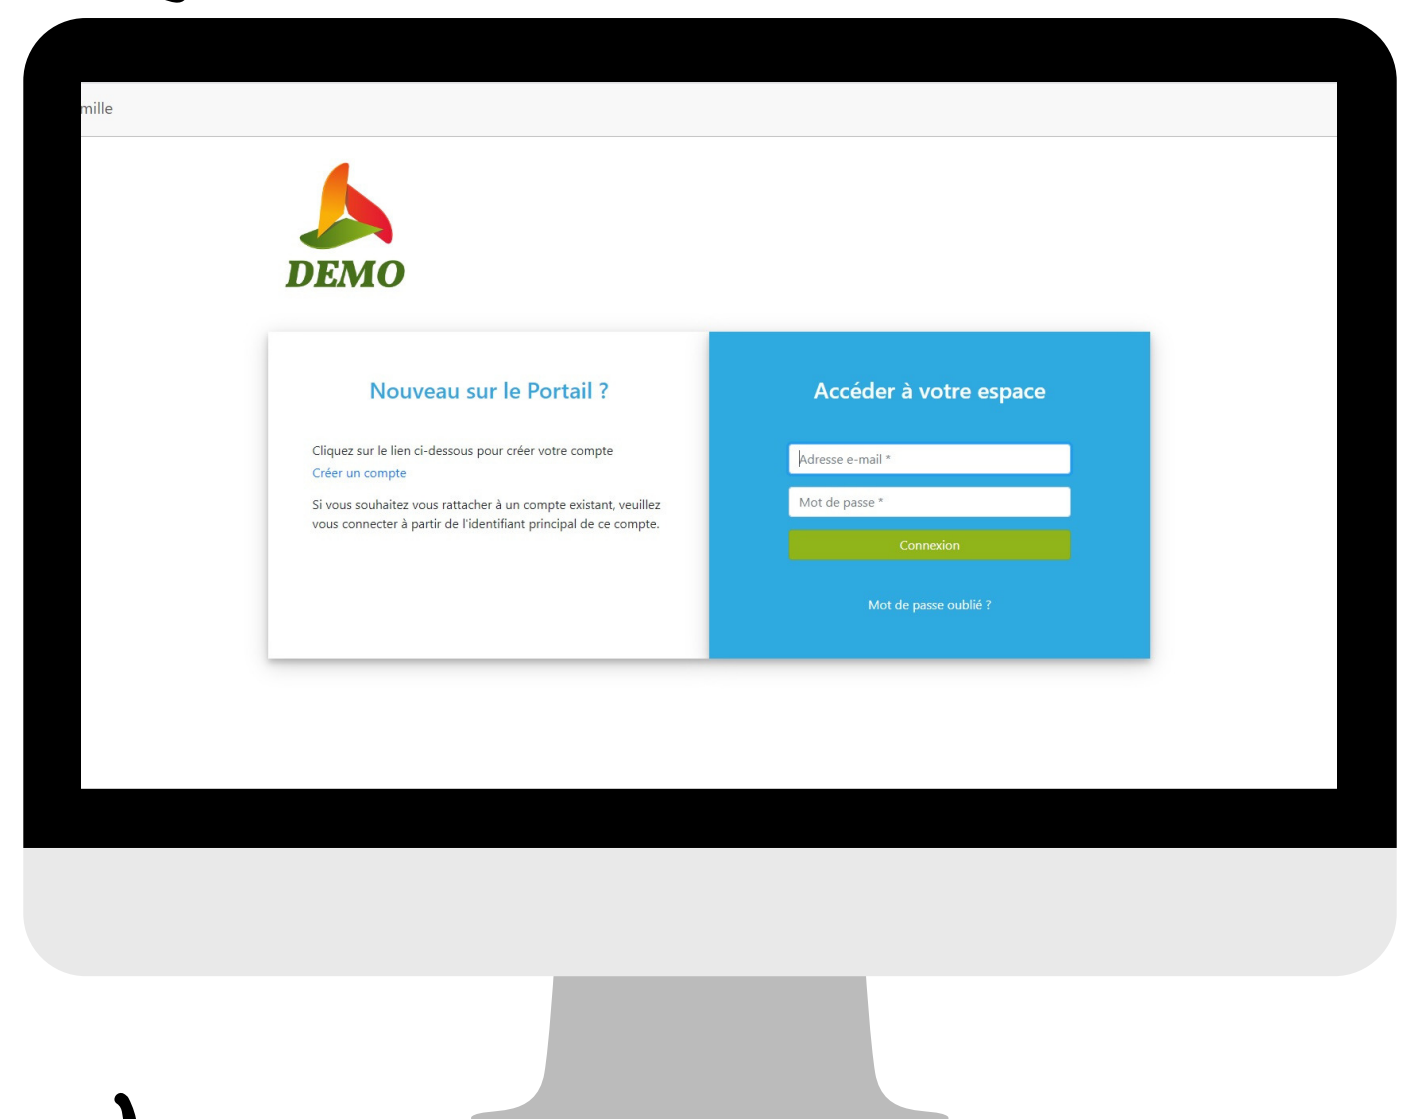 mille
DEMO
Nouveau sur le Portail ?
Cliquez sur le lien ci-dessous pour créer votre compte
Créer un compte
Si vous souhaitez vous rattacher à un compte existant, veuillez
vous connecter à partir de l'identifiant principal de ce compte.
Accéder à votre espace
Adresse e-mail *
Mot de passe *
Connexion
Mot de passe oublié ?